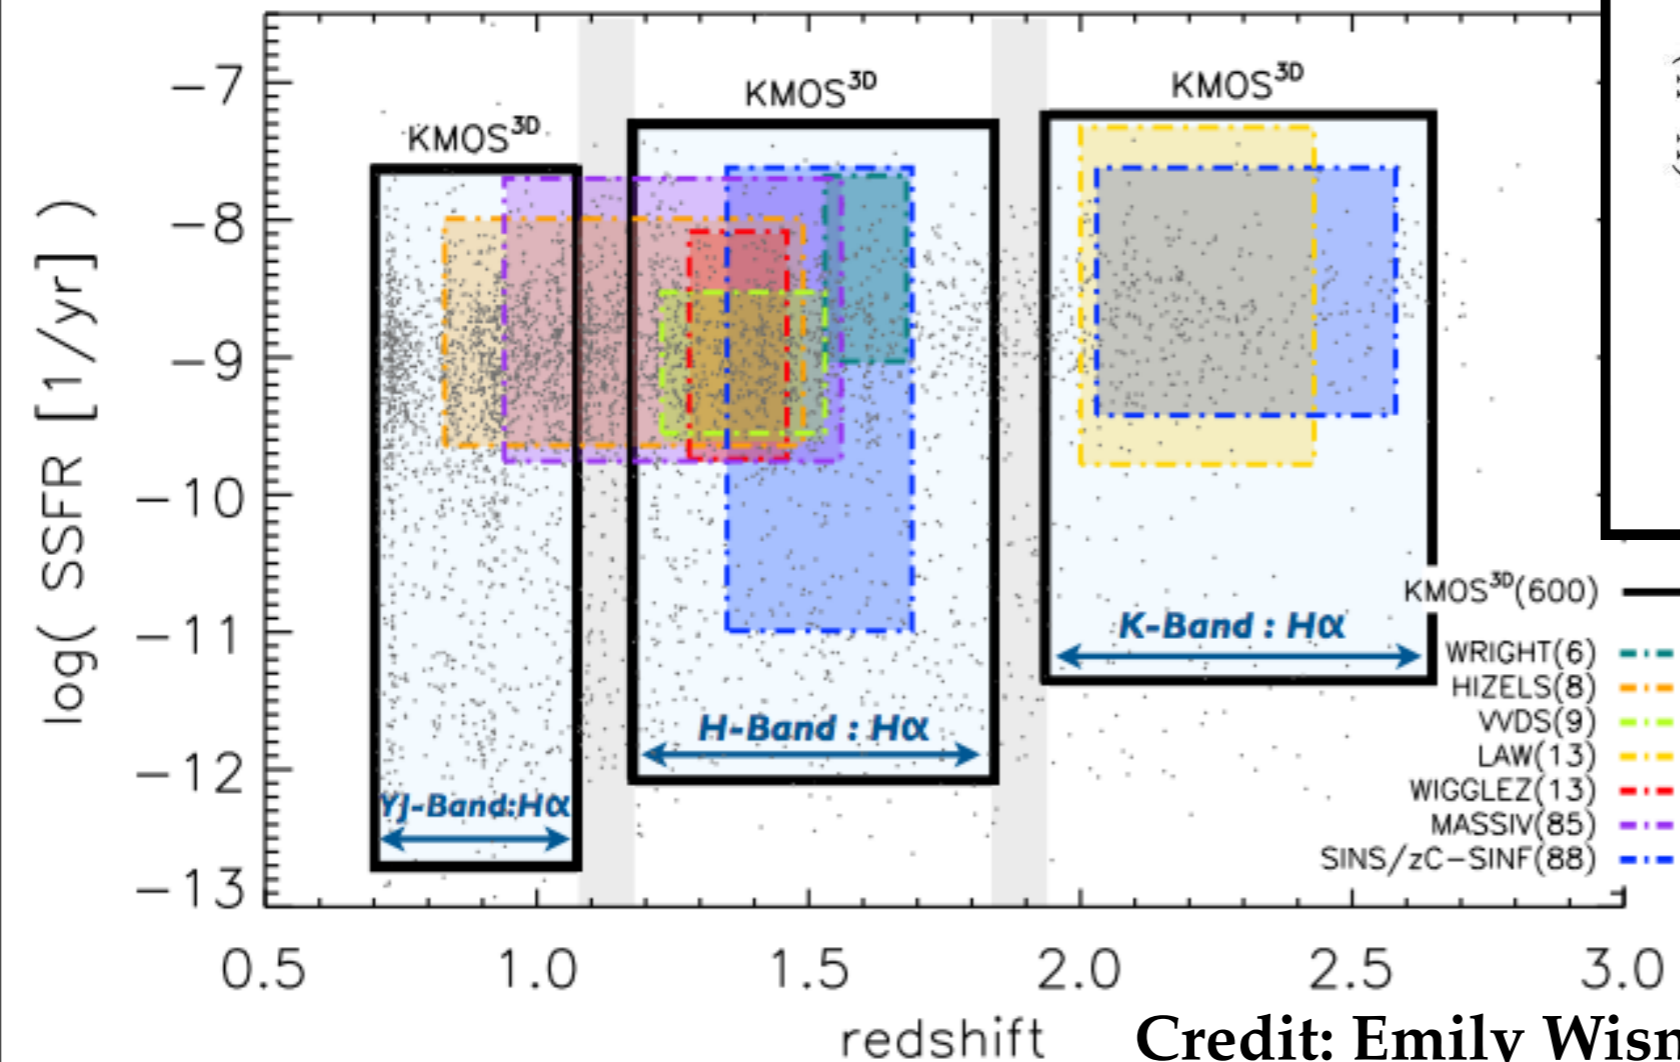 KMOS3D
KMOS3D
KMOS3D
−7
−8
−9
−10
−11
−12
−13
log( SSFR [1/yr] )
YJ-Band:Hα
H-Band : Hα
K-Band : Hα
KMOS3D(600)
WRIGHT(6)
HIZELS(8)
VVDS(9)
LAW(13)
WIGGLEZ(13)
MASSIV(85)
SINS/zC−SINF(88)
0.5 1.0 1.5 2.0 2.5 3.0
redshift
Credit: Emily